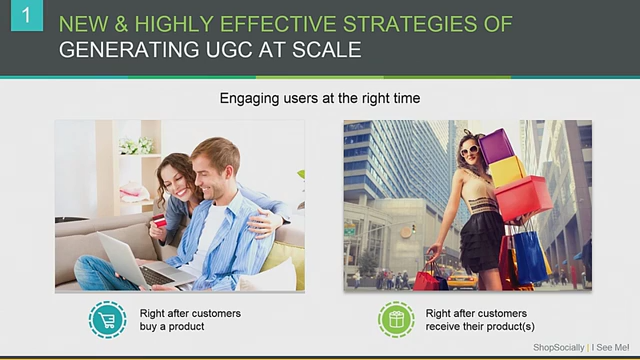 1
NEW & HIGHLY EFFECTIVE STRATEGIES OF
GENERATING UGC AT SCALE
Engaging users at the right time
Right after customers
buy a product
Right after customers
receive their product(s)
ShopSocially | I See Me!